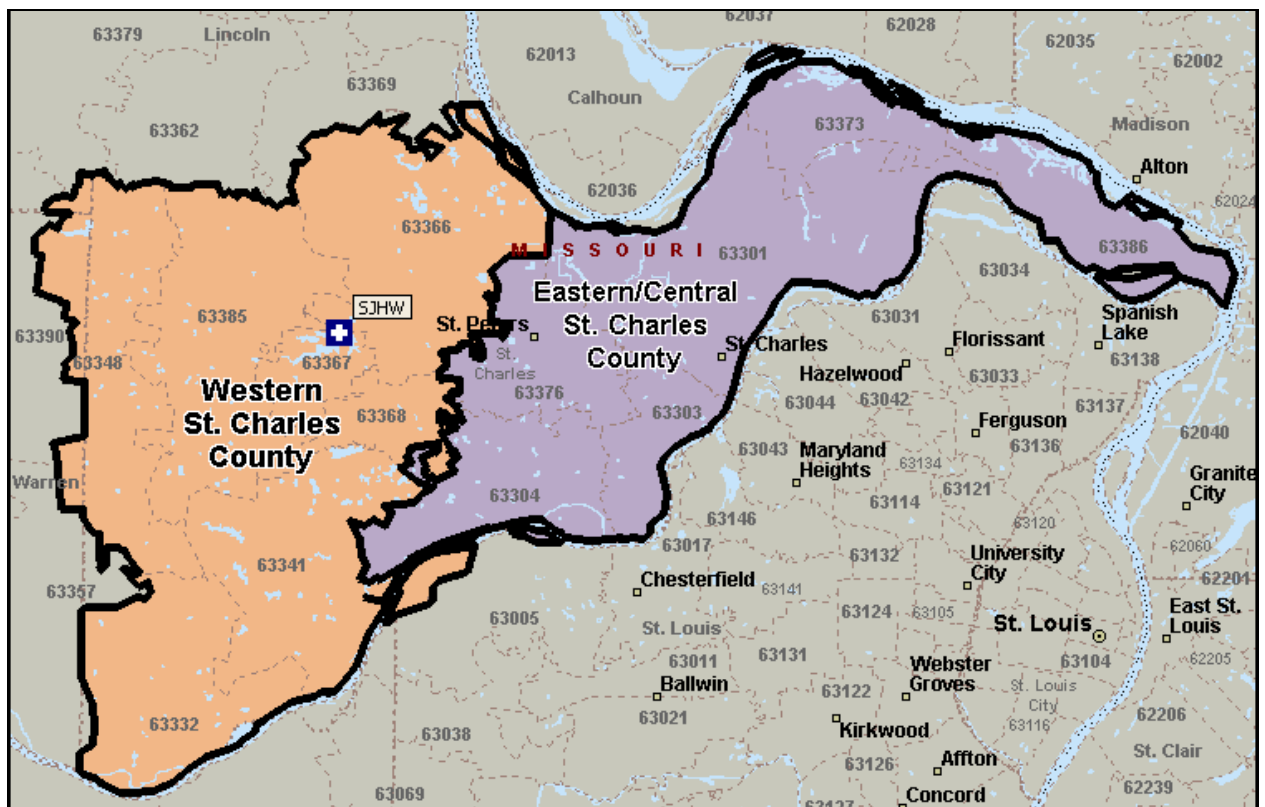 62037
62028
63379
Lincoln
62013
62035
62002
63369
Calhoun
63362
63373
Madison
Alton
62036
62024
63366
MISSOURI
63301
63386
63034
Eastern/Central
St. Charles
County
63385
SJHW
63031
Spanish
Lake
63390
St. Peters
St. Charles
Florissant
63348
63367
St.
Charles
Hazelwood
63138
Western
St. Charles
County
63376
63033
63368
63303
63044
63042
63137
Ferguson
62040
63043
Maryland
Heights
63136
63134
Granite
City
Warren
63304
63114
63121
63146
63120
63017
63132
University
City
62060
63341
62201
63357
Chesterfield
63141
63005
63124
63105
East St.
Louis
St. Louis
St. Louis
63011
63131
63104
62205
Webster
Groves
Ballwin
63122
St. Louis
City
63332
63021
63116
62206
63038
Kirkwood
St. Clair
63126
Affton
63069
62239
Concord
63127